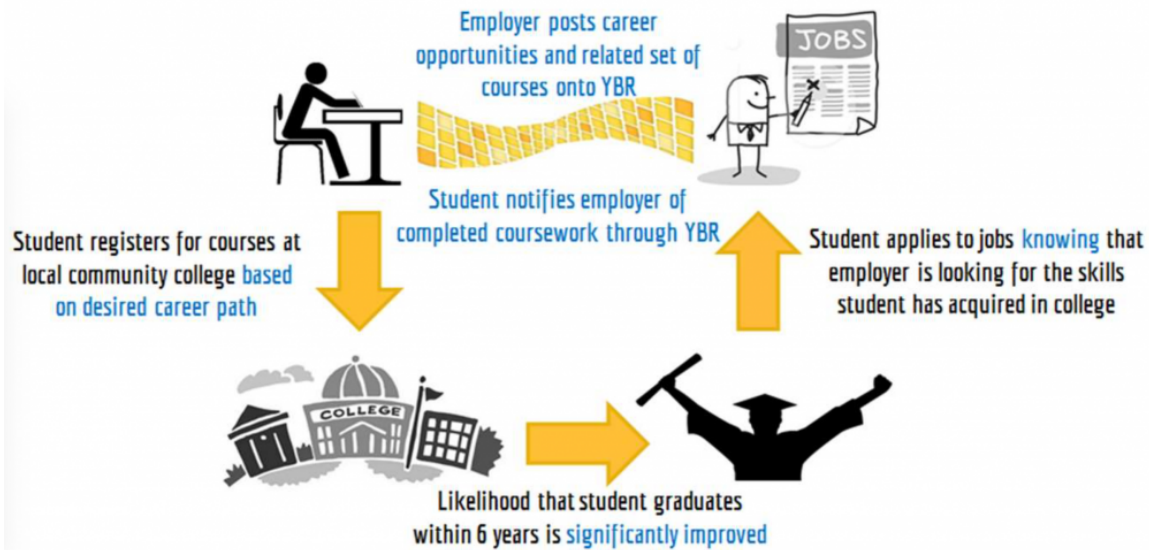 Employer posts career
opportunities and related set of
courses onto YBR
JOBS
Student notifies employer of
completed coursework through YBR
Student registers for courses at
local community college based
on desired career path
Student applies to jobs knowing that
employer is looking for the skills
student has acquired in college
COLLEGE
Likelihood that student graduates
within 6 years is significantly improved